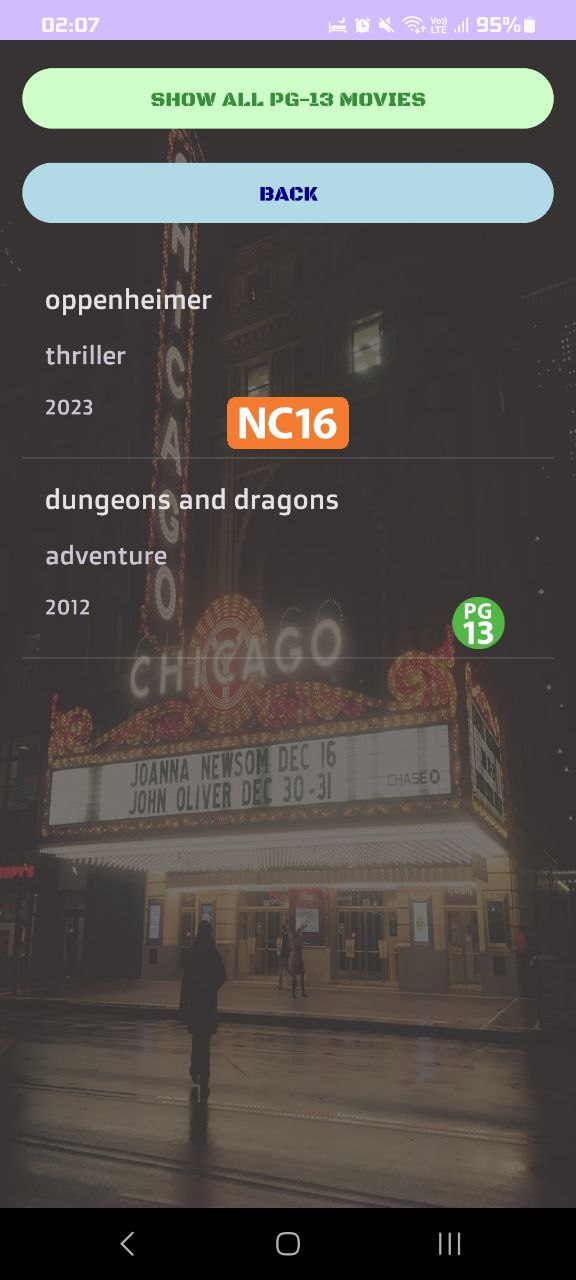 02:07
Vo))
LTE
95%
SHOW ALL PG-13 MOVIES
BACK
oppenheimer
thriller
2023
NC16
dungeons and dragons
adventure
2012
PG
13
CHICAGO
CHICAGO
JOANNA NEWSOM DEC 16
JOHN OLIVER DEC 30-31
CHASE